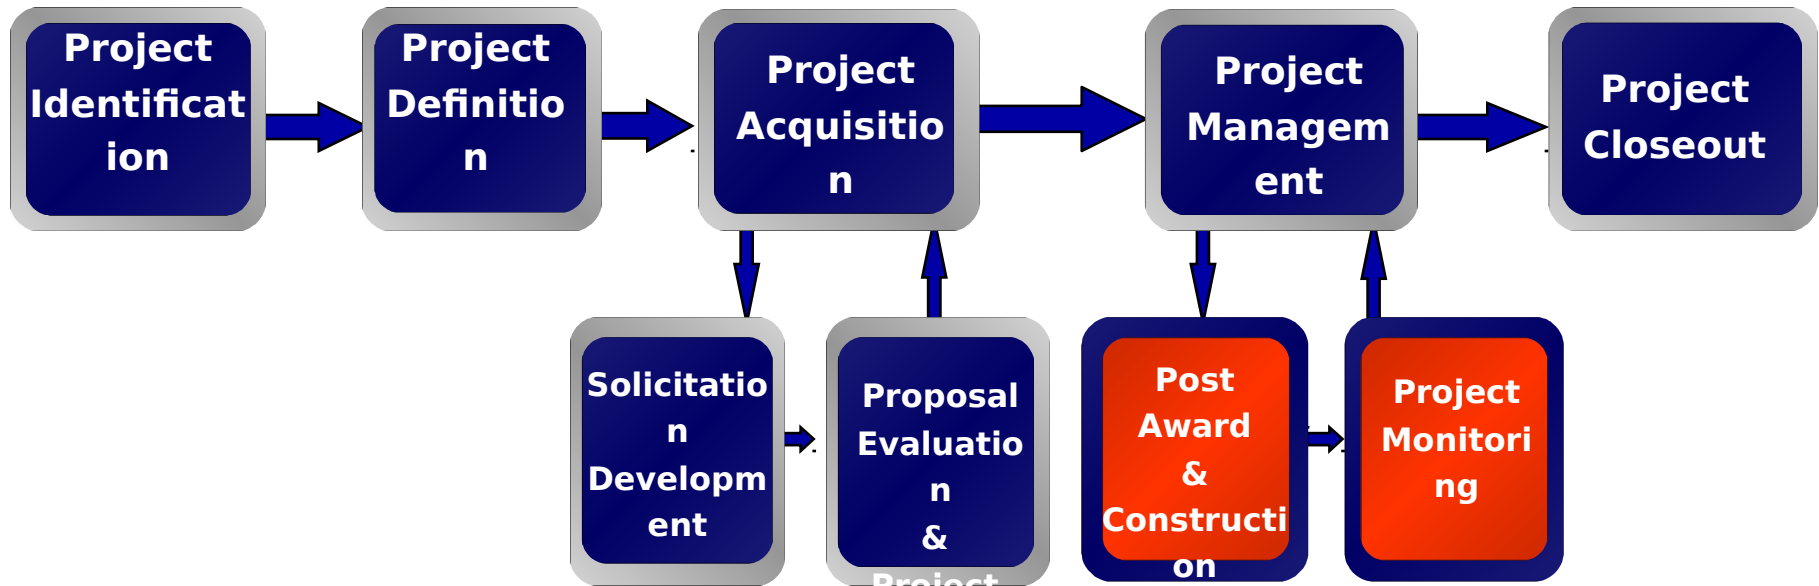 Project
Identificat
ion
Project
Definitio
n
Project
Acquisitio
n
Project
Managem
ent
Project
Closeout
Solicitatio
n
Developm
ent
Proposal
Evaluatio
n
&
Project
Post
Award
&
Constructi
on
Project
Monitori
ng